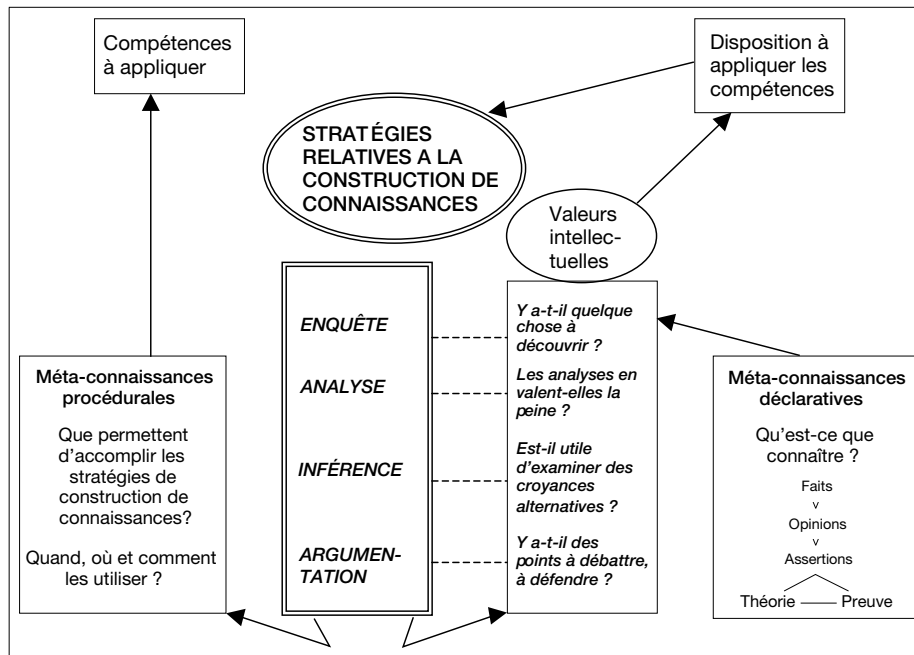 Compétences
à appliquer
Disposition à
appliquer les
compétences
STRATÉGIES
RELATIVES A LA
CONSTRUCTION DE
CONNAISSANCES
Valeurs
intellec-
tuelles
ENQUÊTE
ANALYSE
INFÉRENCE
ARGUMEN-
TATION
Y a-t-il quelque
chose à
découvrir ?
Les analyses en
valent-elles la
peine ?
Est-il utile
d'examiner des
croyances
alternatives ?
Y a-t-il des
points à débattre,
à défendre ?
Méta-connaissances
procédurales
Que permettent
d'accomplir les
stratégies de
construction de
connaissances?
Quand, où et comment
les utiliser ?
Méta-connaissances
déclaratives
Qu'est-ce que
connaître ?
Faits
v
Opinions
v
Assertions
Théorie
Preuve